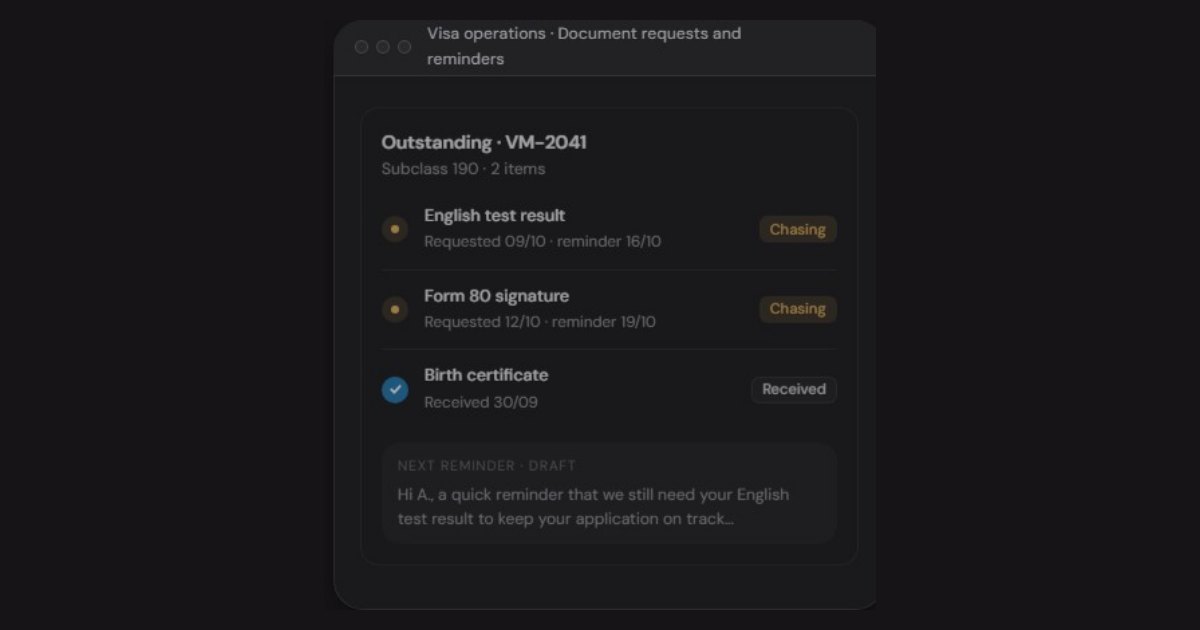 Visa operations · Document requests and
reminders
Outstanding · VM-2041
Subclass 190 · 2 items
English test result
Requested 09/10 · reminder 16/10
Chasing
Form 80 signature
Requested 12/10 · reminder 19/10
Chasing
Birth certificate
Received 30/09
Received
NEXT REMINDER · DRAFT
Hi A., a quick reminder that we still need your English
test result to keep your application on track...